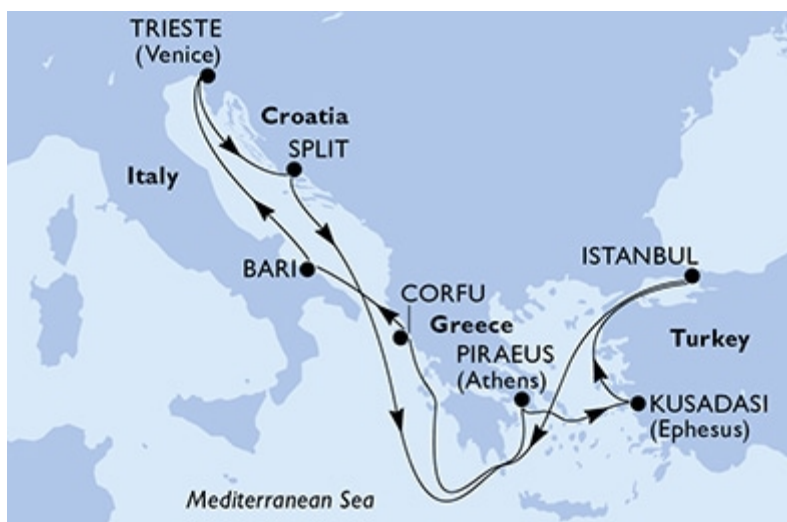 TRIESTE
(Venice)
Croatia
SPLIT
Italy
BARI
ISTANBUL
CORFU
Greece
PIRAEUS
(Athens)
Turkey
KUSADASI
(Ephesus)
Mediterranean Sea